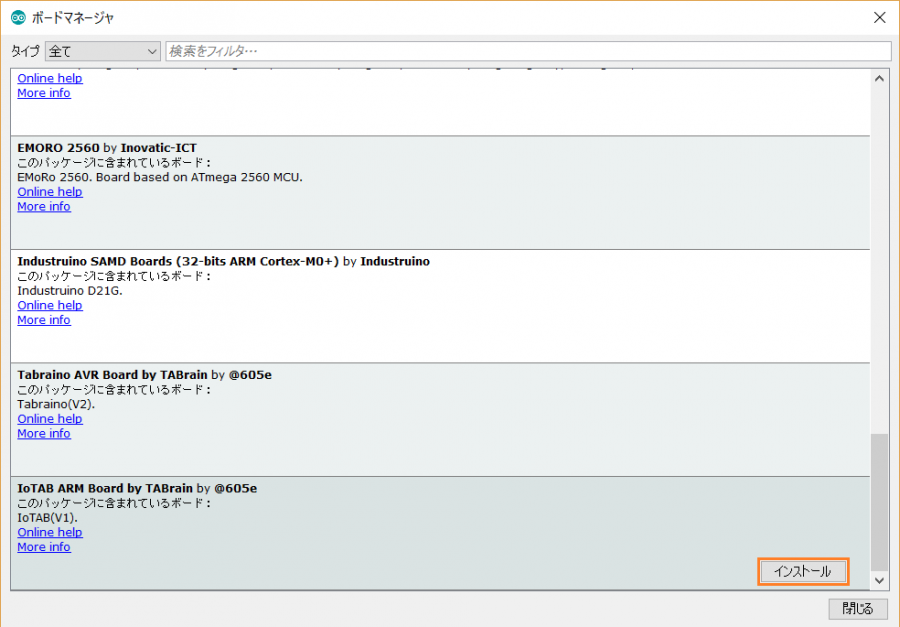 ボードマネージャ
タイプ 全て 検索をフィルタ…
Online help
More info
EMORO 2560 by Inovatic-ICT
このパッケージに含まれているボード：
EMoRo 2560. Board based on ATmega 2560 MCU.
Online help
More info
Industruino SAMD Boards (32-bits ARM Cortex-M0+) by Industruino
このパッケージに含まれているボード：
Industruino D21G.
Online help
More info
Tabraino AVR Board by TABrain by @605e
このパッケージに含まれているボード：
Tabraino(V2).
Online help
More info
IoTAB ARM Board by TABrain by @605e
このパッケージに含まれているボード：
IoTAB(V1).
Online help
More info
インストール
閉じる